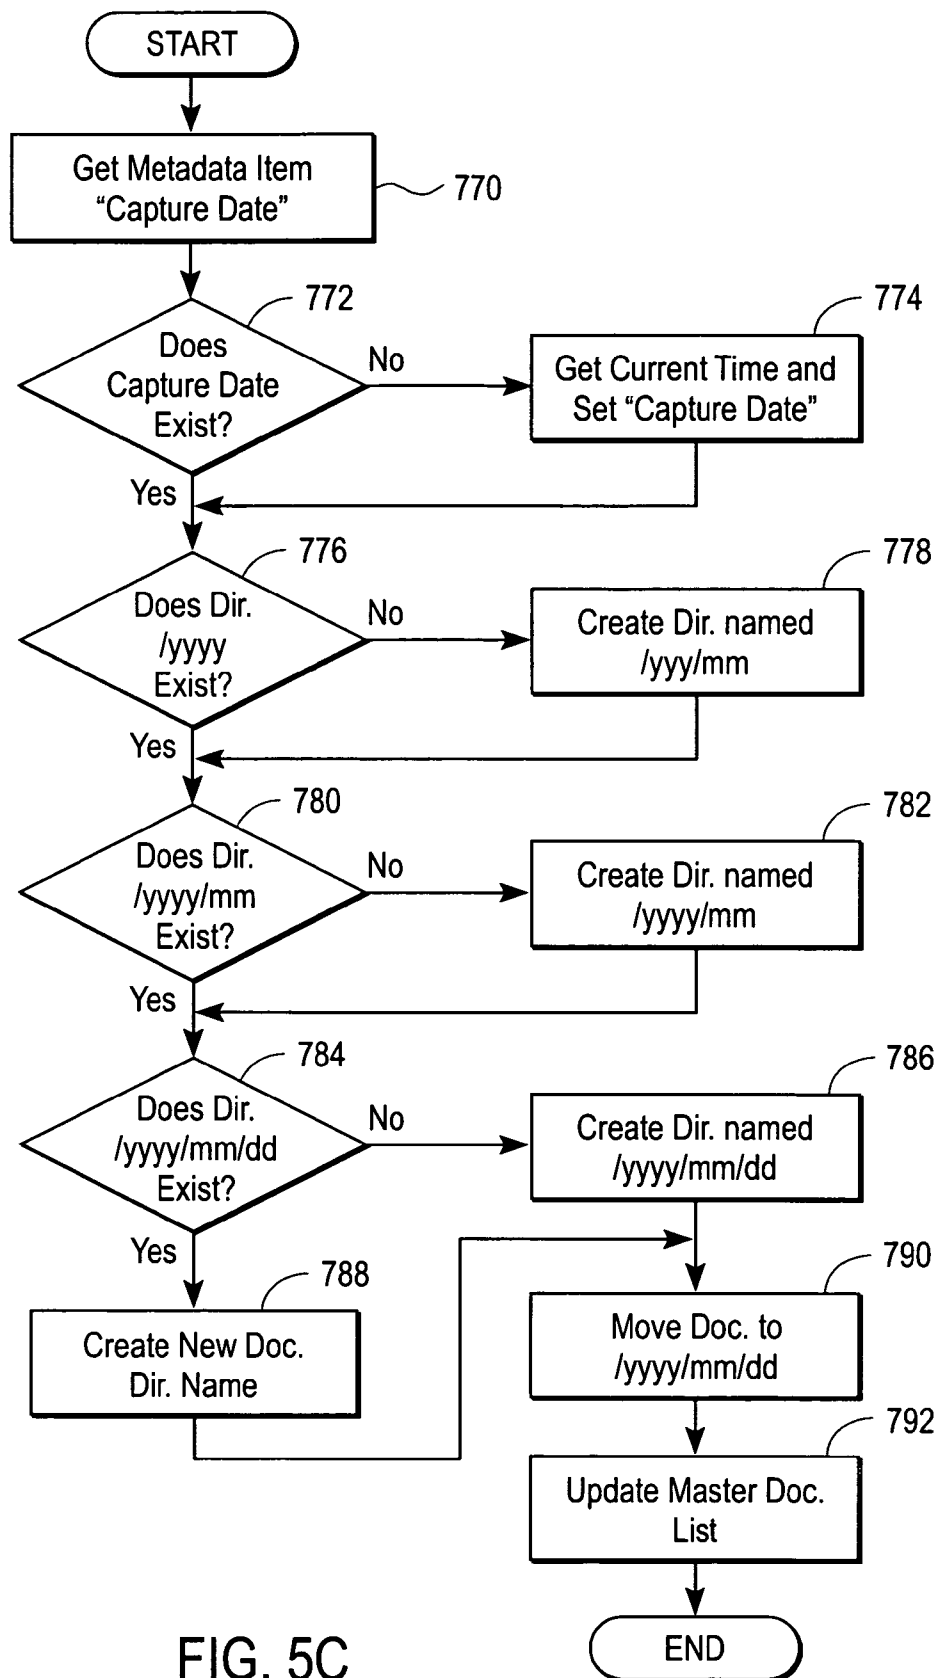 START
Get Metadada Item
“Capture Date”
770
772
Does
Capture Date
Exist?
No
774
Get Current Time and
Set “Capture Date”
Yes
776
Does Dir.
/yyyy
Exist?
No
778
Create Dir. named
/yyy/mm
Yes
780
Does Dir.
/yyyy/mm
Exist?
No
782
Create Dir. named
/yyyy/mm
Yes
784
Does Dir.
/yyyy/mm/dd
Exist?
No
786
Create Dir. named
/yyyy/mm/dd
Yes
788
Create New Doc.
Dir. Name
790
Move Doc. to
/yyyy/mm/dd
792
Update Master Doc.
List
END
FIG. 5C